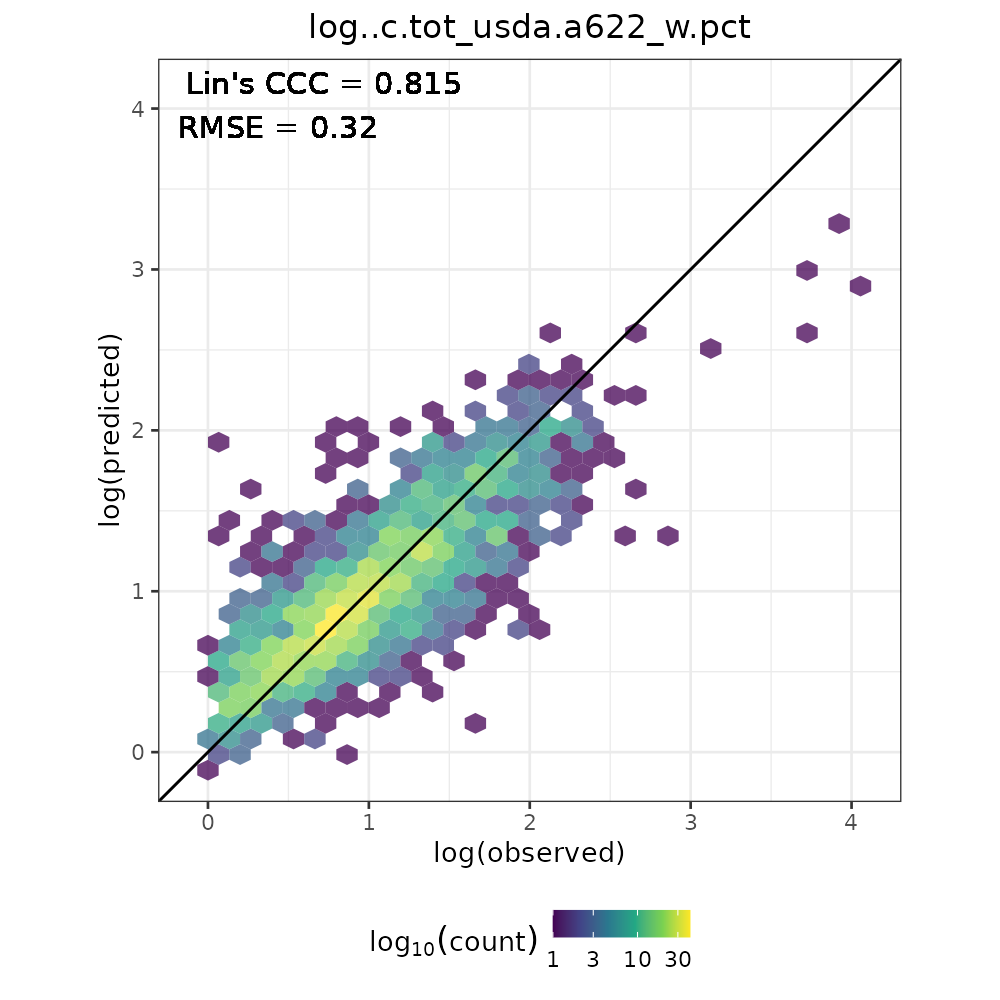 log..c.tot_usda.a622_w.pct
Lin's CCC = 0.815
RMSE = 0.32
4
3
2
1
0
log(predicted)
0 1 2 3 4
log(observed)
log₁₀(count)
1 3 10 30